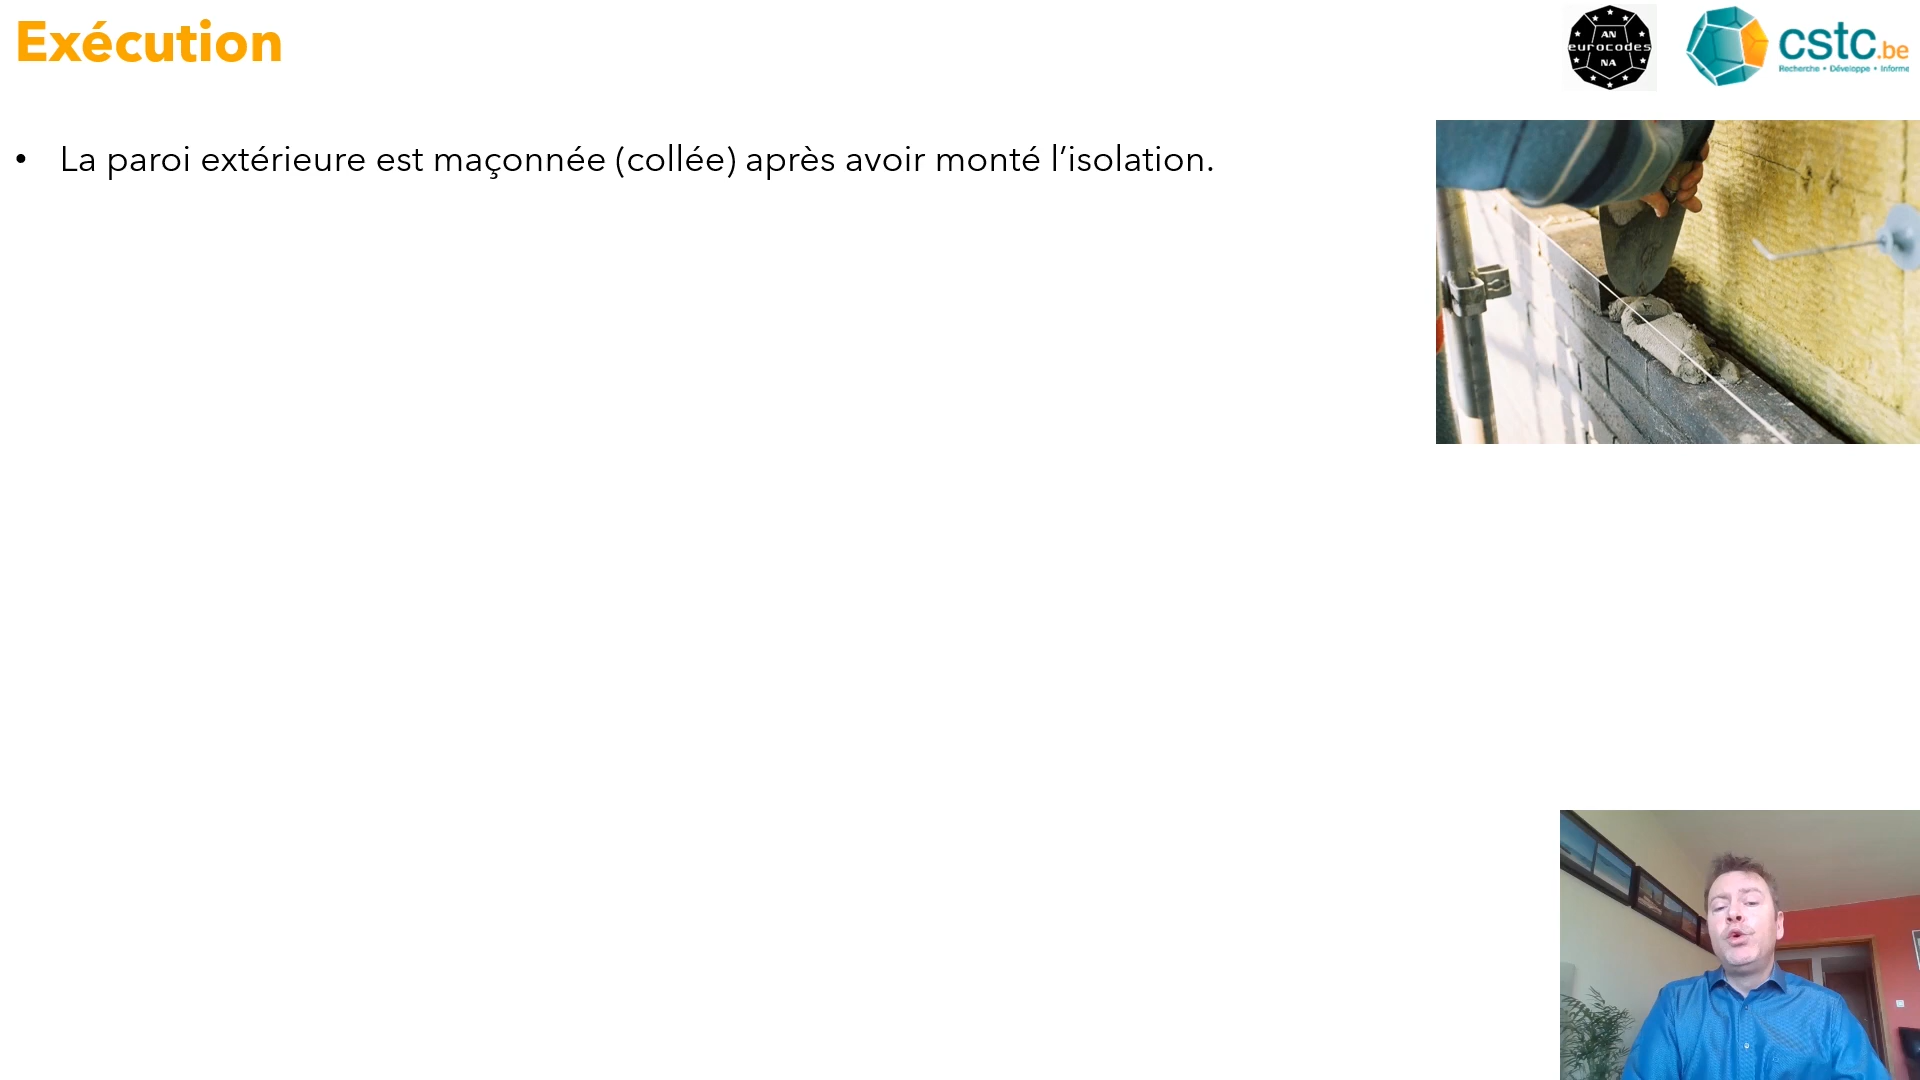 Exécution
AN
eurocodes
NA
cstc.be
Recherche • Développe • Informe
• La paroi extérieure est maçonnée (collée) après avoir monté l’isolation.